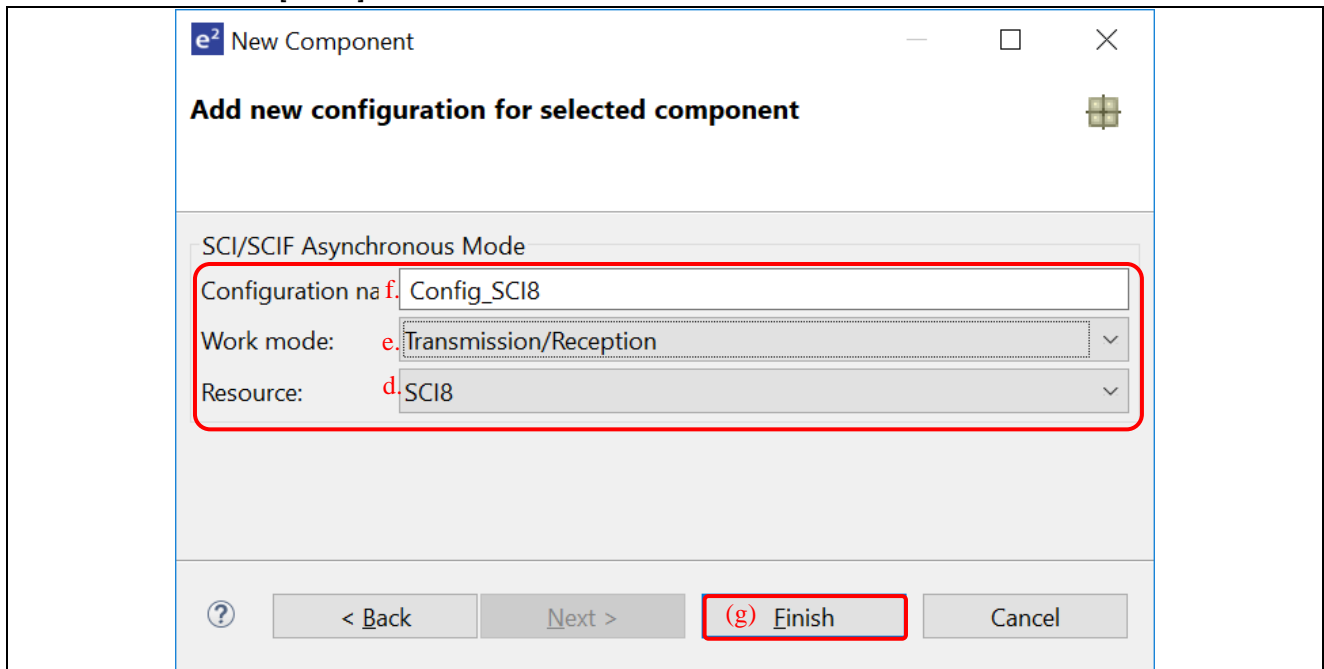 e² New Component
Add new configuration for selected component
SCI/SCIF Asynchronous Mode
Configuration na f. Config_SCI8
Work mode: e. Transmission/Reception
Resource: d. SCI8
? < Back Next > (g) Finish Cancel